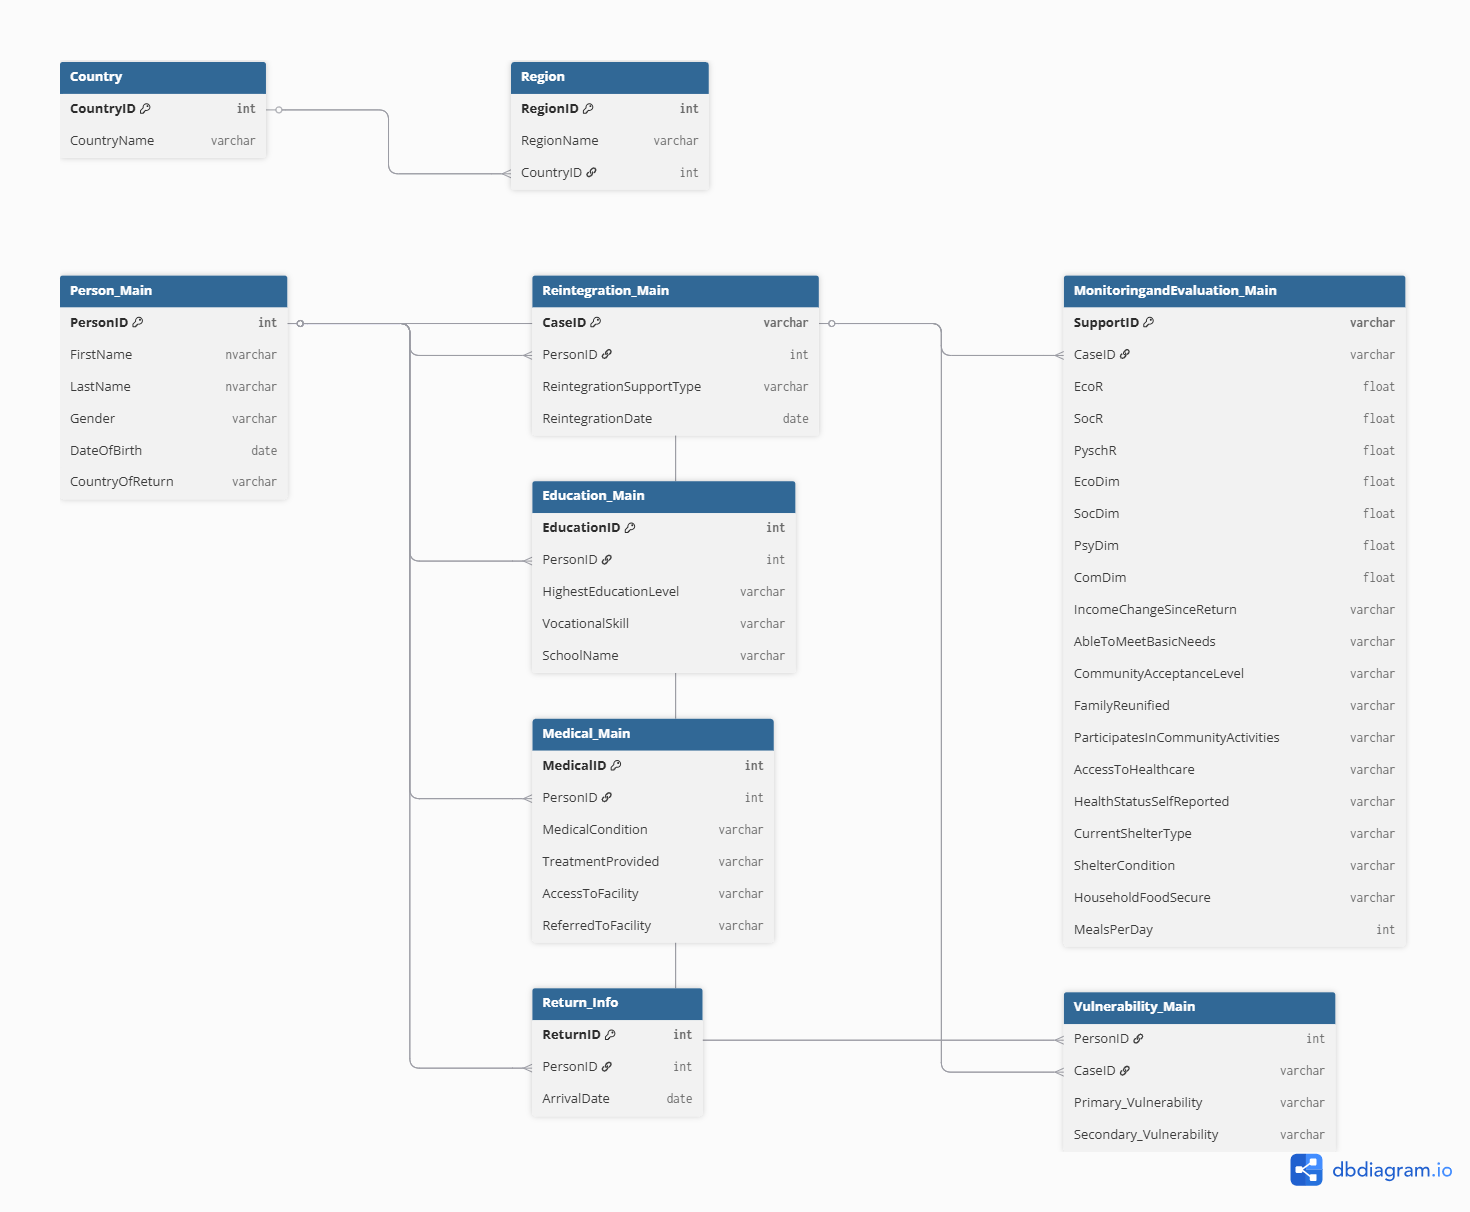 Country
CountryID int
CountryName varchar
Region
RegionID int
RegionName varchar
CountryID int
Person_Main
PersonID int
FirstName nvarchar
LastName nvarchar
Gender varchar
DateOfBirth date
CountryOfReturn varchar
Reintegration_Main
CaseID varchar
PersonID int
ReintegrationSupportType varchar
ReintegrationDate date
Education_Main
EducationID int
PersonID int
HighestEducationLevel varchar
VocationalSkill varchar
SchoolName varchar
Medical_Main
MedicalID int
PersonID int
MedicalCondition varchar
TreatmentProvided varchar
AccessToFacility varchar
ReferredToFacility varchar
Return_Info
ReturnID int
PersonID int
ArrivalDate date
MonitoringandEvaluation_Main
SupportID varchar
CaseID varchar
EcoR float
SocR float
PyschR float
EcoDim float
SocDim float
PsyDim float
ComDim float
IncomeChangeSinceReturn varchar
AbleToMeetBasicNeeds varchar
CommunityAcceptanceLevel varchar
FamilyReunified varchar
ParticipatesInCommunityActivities varchar
AccessToHealthcare varchar
HealthStatusSelfReported varchar
CurrentShelterType varchar
ShelterCondition varchar
HouseholdFoodSecure varchar
MealsPerDay int
Vulnerability_Main
PersonID int
CaseID varchar
Primary_Vulnerability varchar
Secondary_Vulnerability varchar
dbdiagram.io